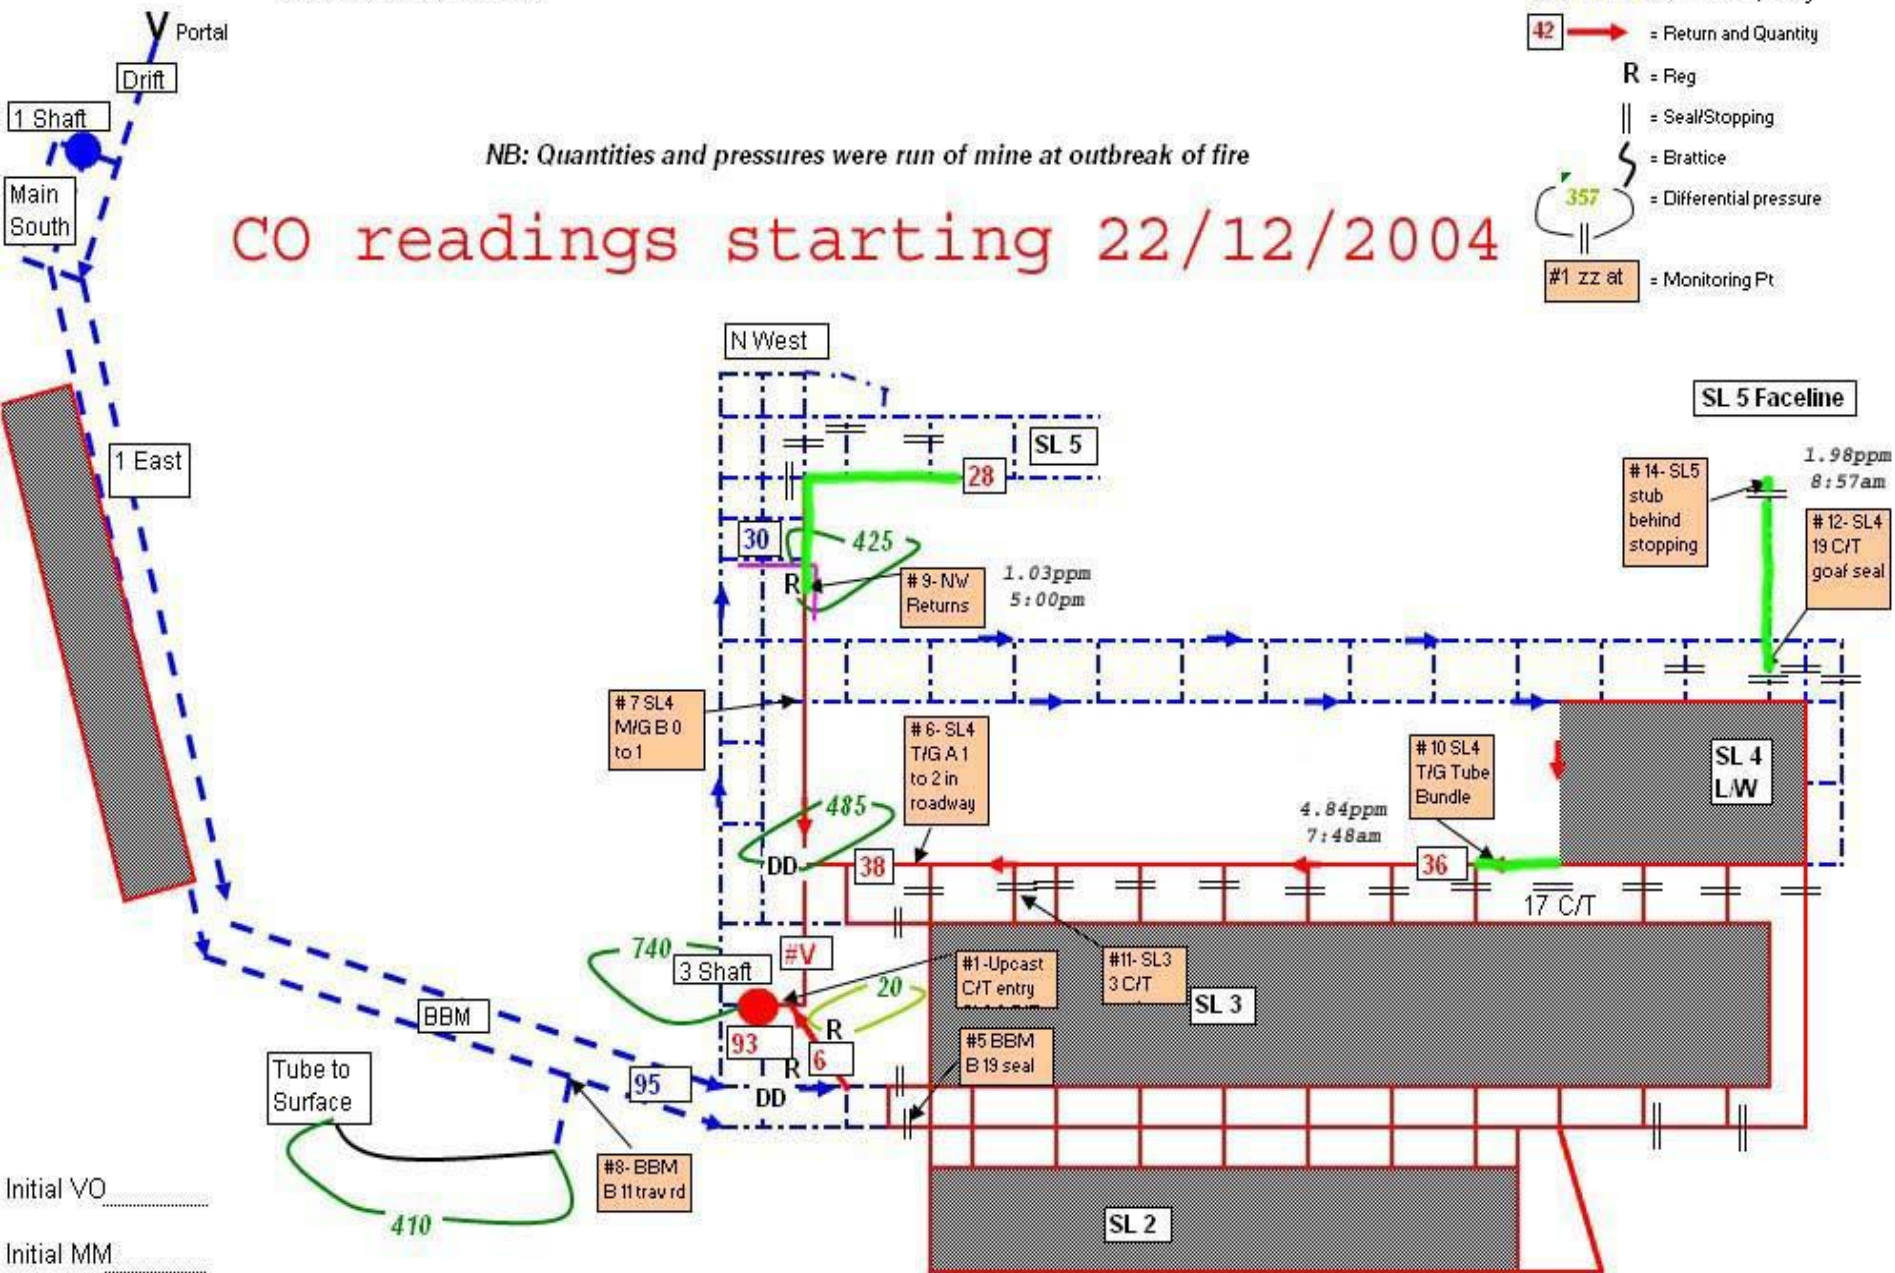 V Portal
Drift
1 Shaft
Main
South
42 = Return and Quantity
R = Reg
= Seal/Stopping
= Brattice
357 = Differential pressure
#1 zz at = Monitoring Pt
NB: Quantities and pressures were run of mine at outbreak of fire
CO readings starting 22/12/2004
N West
SL 5 Faceline
1 East
SL 5
28
30
425
R
# 9- NW
Returns
1.03ppm
5:00pm
# 14- SL5
stub
behind
stopping
1.98ppm
8:57am
# 12- SL4
19 C/T
goaf seal
# 7 SL4
M/G B 0
to 1
# 6- SL4
T/G A 1
to 2 in
roadway
# 10 SL4
T/G Tube
Bundle
4.84ppm
7:48am
SL 4
L/W
485
DD
38
36
17 C/T
740
3 Shaft
#V
#1-Upcast
C/T entry
#11- SL3
3 C/T
SL 3
20
R
93
R
6
#5 BBM
B 19 seal
BBM
95
DD
Tube to
Surface
#8- BBM
B 11 trav rd
410
SL 2
Initial VO
Initial MM